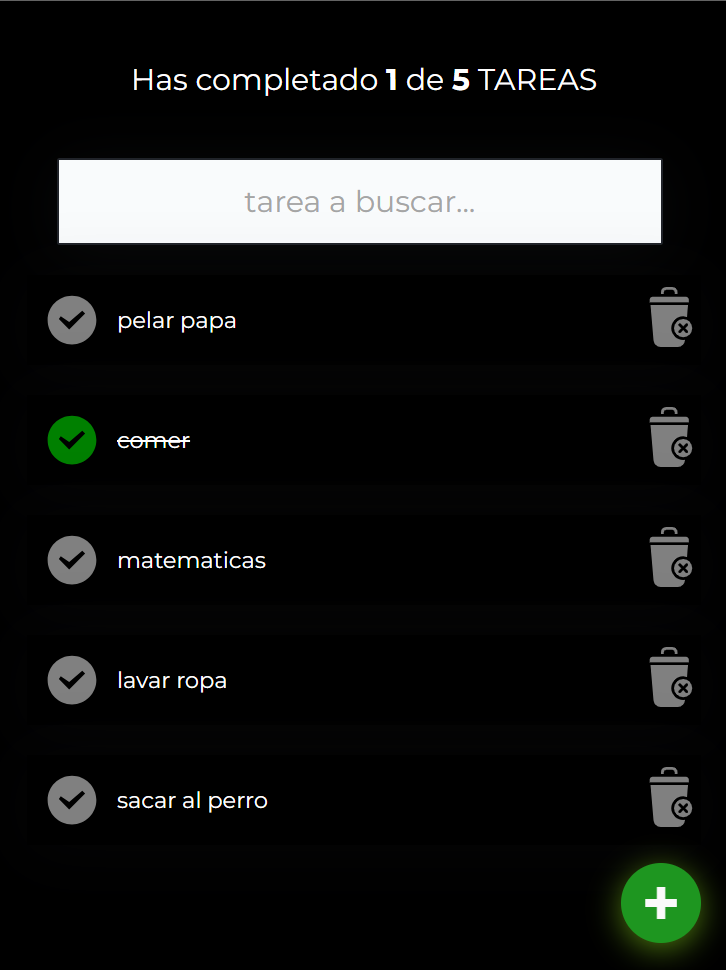 Has completado 1 de 5 TAREAS
tarea a buscar...
pelar papa
comer
matematicas
lavar ropa
sacar al perro